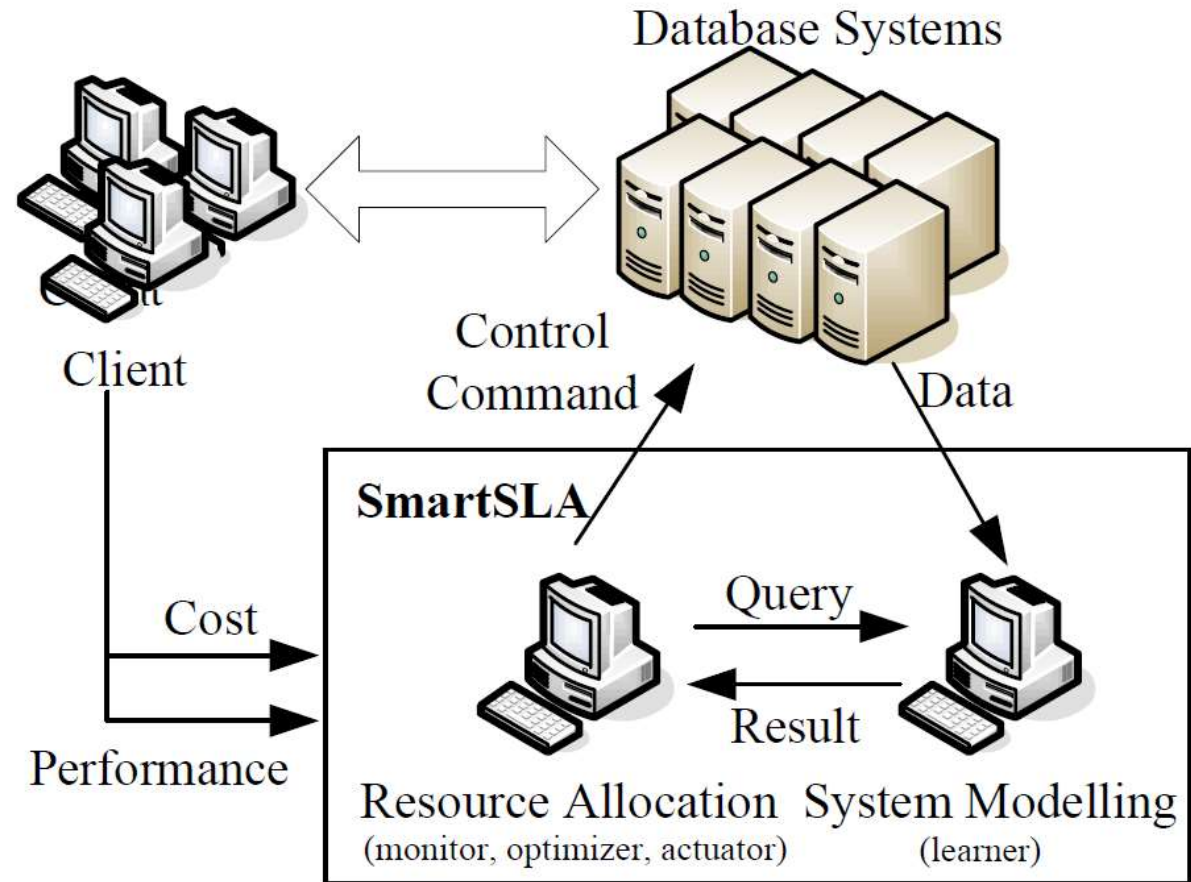 Database Systems
Client
Control
Command
Data
SmartSLA
Query
Cost
Result
Performance
Resource Allocation
(monitor, optimizer, actuator)
System Modelling
(learner)